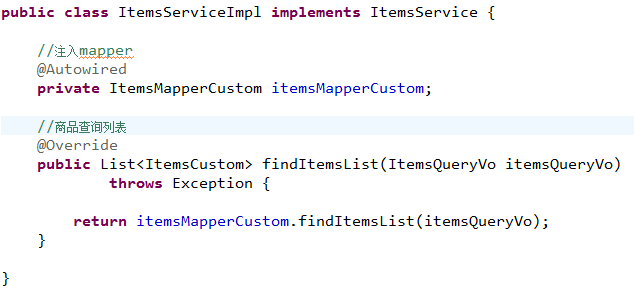 public class ItemsServiceImpl implements ItemsService {
//注入mapper
@Autowired
private ItemsMapperCustom itemsMapperCustom;
//商品查询列表
@Override
public List<ItemsCustom> findItemsList(ItemsQueryVo itemsQueryVo)
throws Exception {
return itemsMapperCustom.findItemsList(itemsQueryVo);
}
}